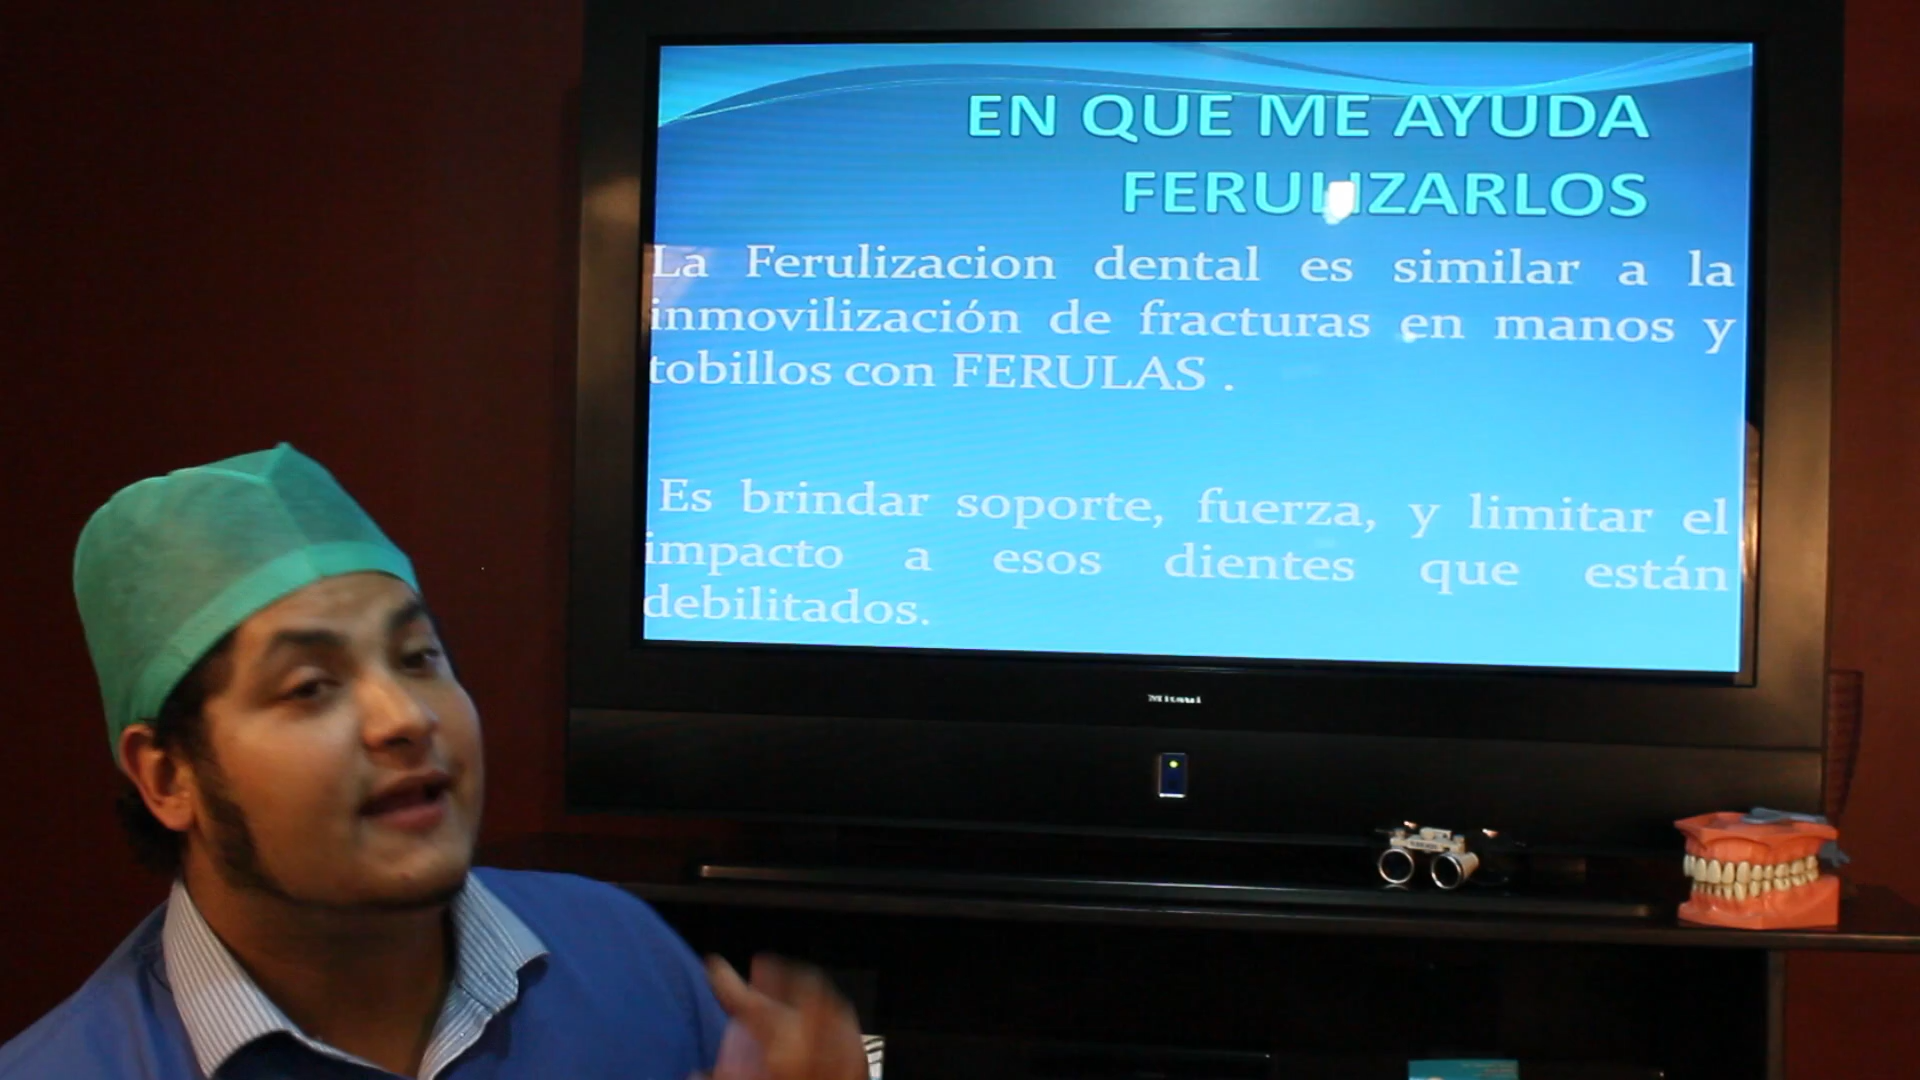 EN QUE ME AYUDA
FERULIZARLOS
La Ferulizacion dental es similar a la
inmovilización de fracturas en manos y
tobillos con FERULAS .
Es brindar soporte, fuerza, y limitar el
impacto a esos dientes que están
debilitados.